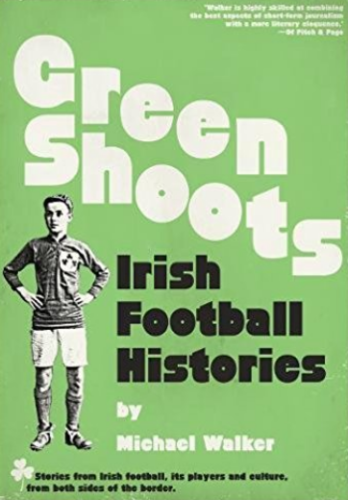 'Walker is highly skilled at combining
the best aspects of short-form journalism
with a more literary eloquence.'
—Of Pitch & Page
Green
Shoots
Irish
Football
Histories
by
Michael Walker
Stories from Irish football, its players and culture,
from both sides of the border.